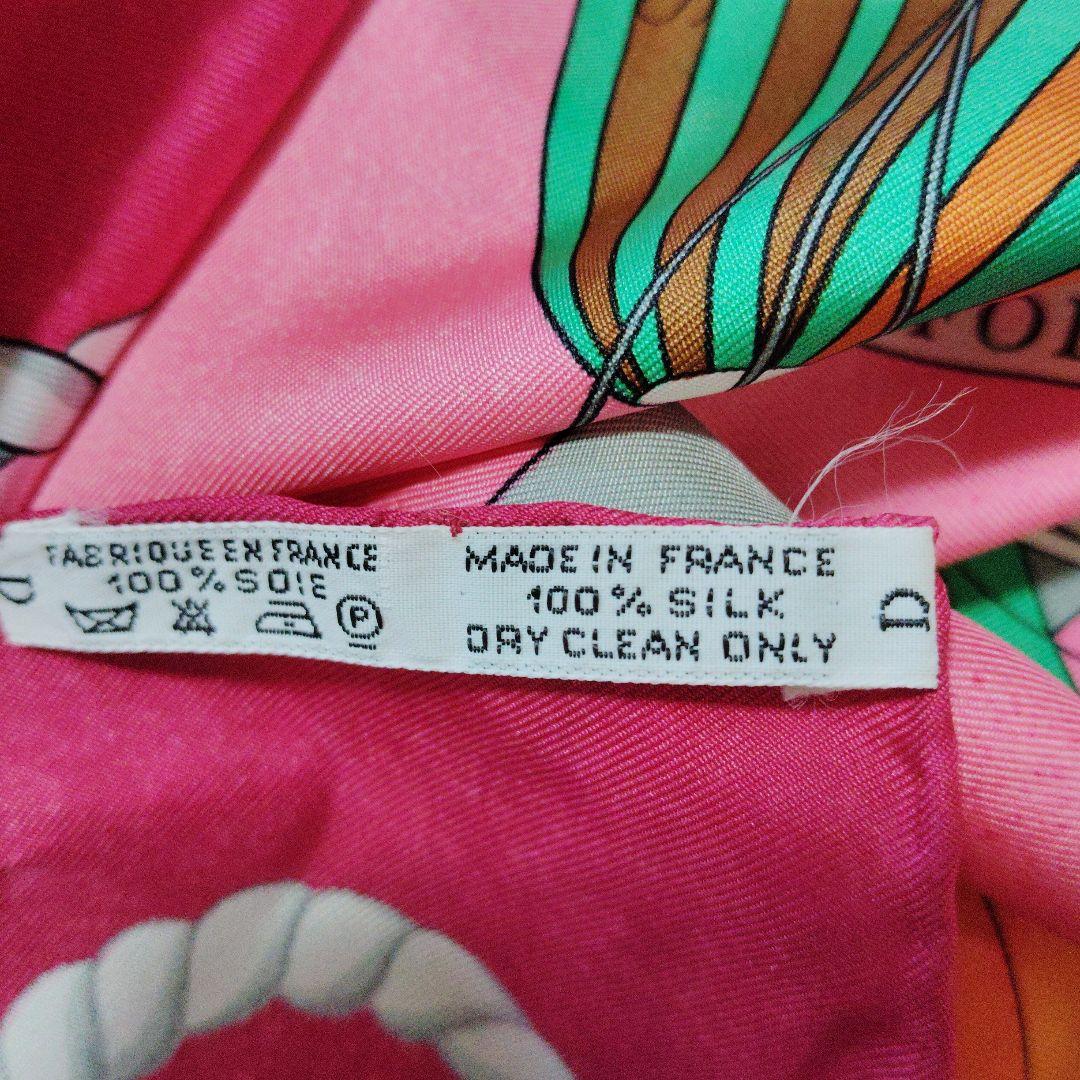 FABRIQUE EN FRANCE
100% SOIE
P
MADE IN FRANCE
100% SILK
DRY CLEAN ONLY
D
D